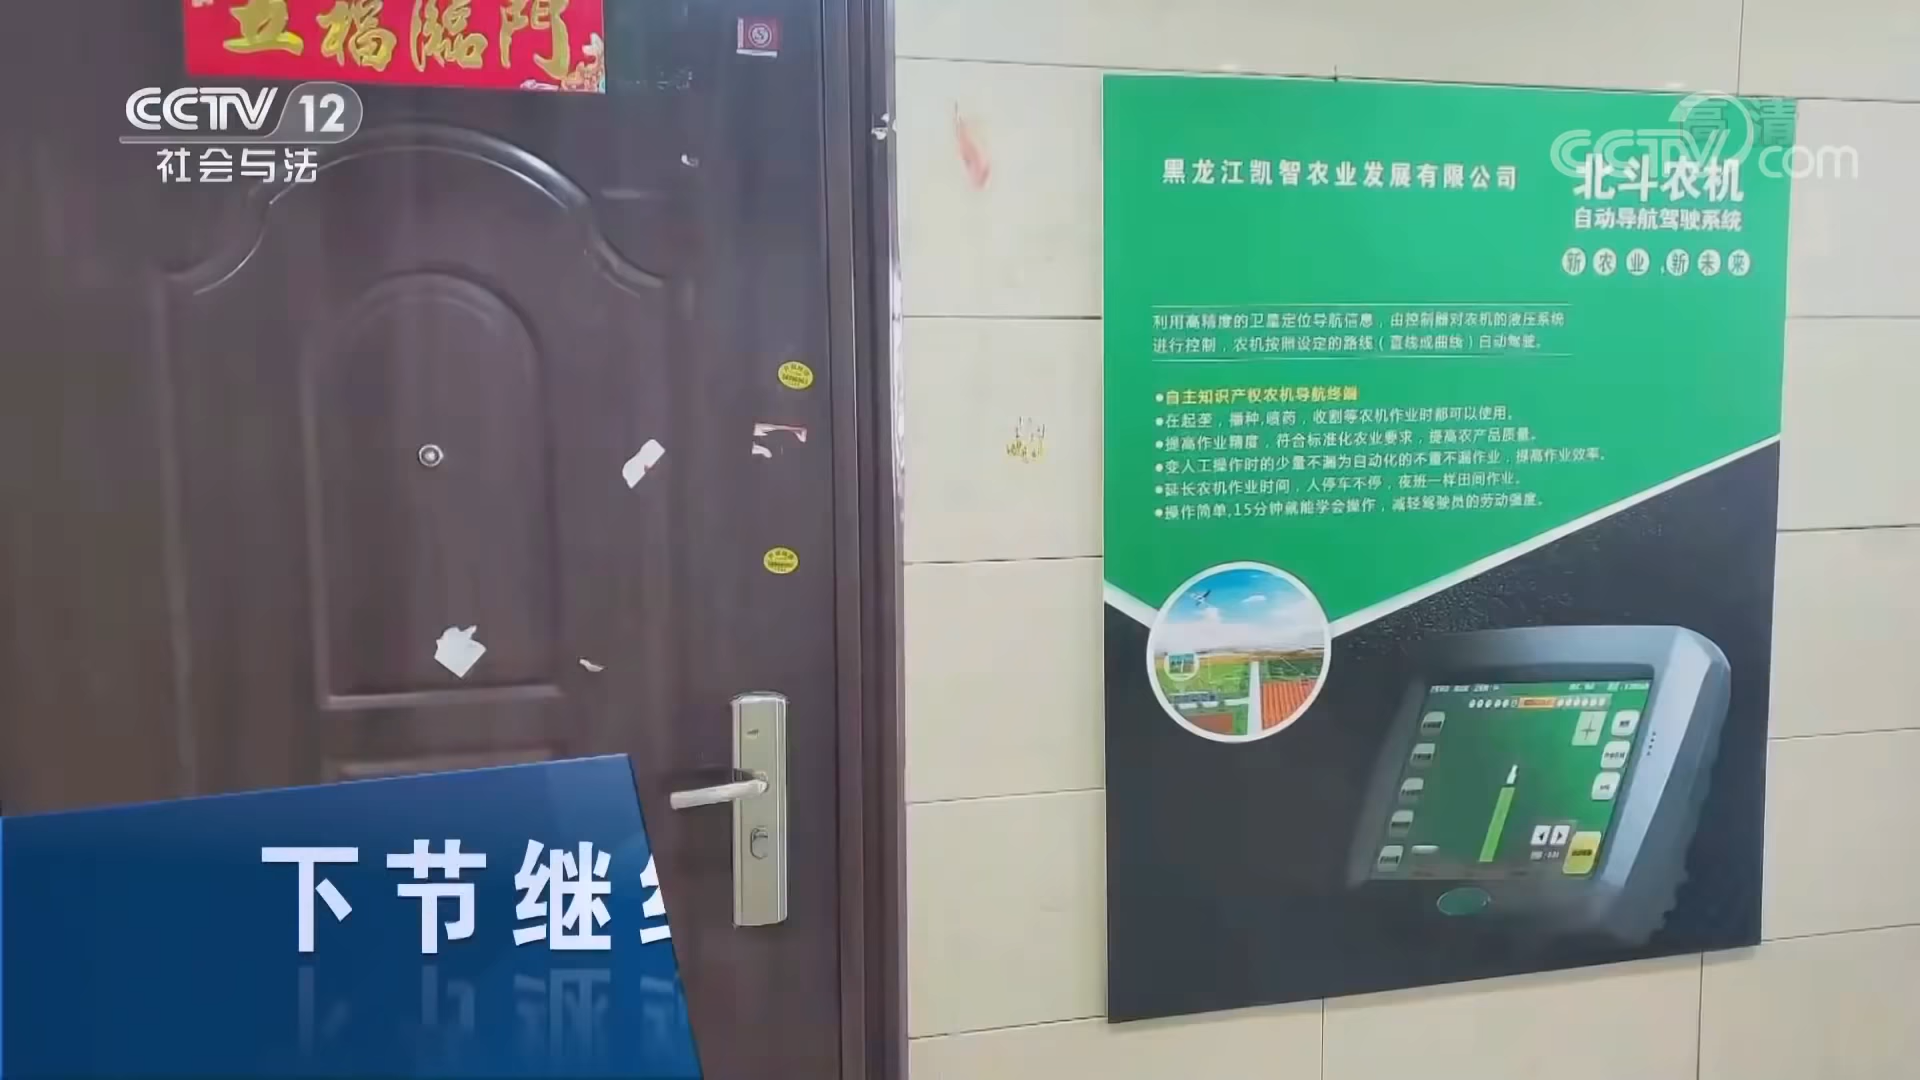 五福臨門
CCTV 12
社会与法
高清
CCTV com
黑龙江凯智农业发展有限公司
北斗农机
自动导航驾驶系统
新农业,新未来
利用高精度的卫星定位导航信息，由控制器对农机的液压系统
进行控制，农机按照设定的路线（直线或曲线）自动驾驶。
●自主知识产权农机导航终端
●在起垄，播种,喷药，收割等农机作业时都可以使用。
●提高作业精度，符合标准化农业要求，提高农产品质量。
●变人工操作时的少量不漏为自动化的不重不漏作业，提高作业效率。
●延长农机作业时间，人停车不停，夜班一样田间作业。
●操作简单,15分钟就能学会操作，减轻驾驶员的劳动强度。
下节继